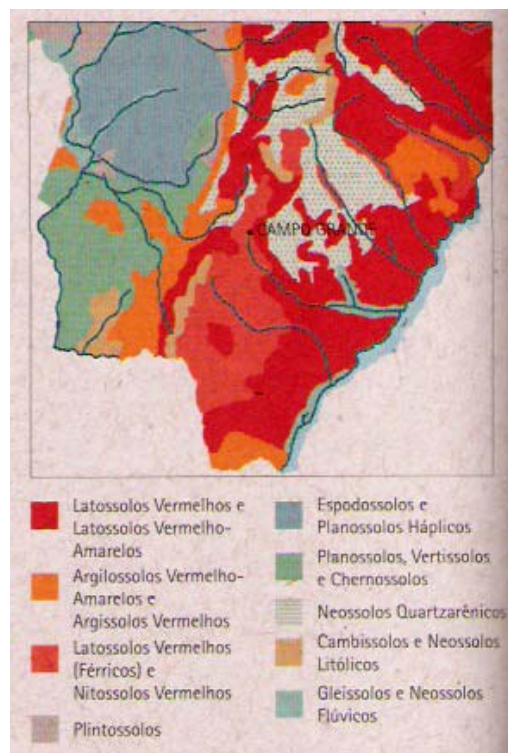 CAMPO GRANDE
Latossolos Vermelhos e
Latossolos Vermelho-
Amarelos
Argilossolos Vermelho-
Amarelos e
Argissolos Vermelhos
Latossolos Vermelhos
(Férricos) e
Nitossolos Vermelhos
Plintossolos
Espodossolos e
Planossolos Háplicos
Planossolos, Vertissolos
e Chernossolos
Neossolos Quartzarênicos
Cambissolos e Neossolos
Litólicos
Gleissolos e Neossolos
Flúvicos